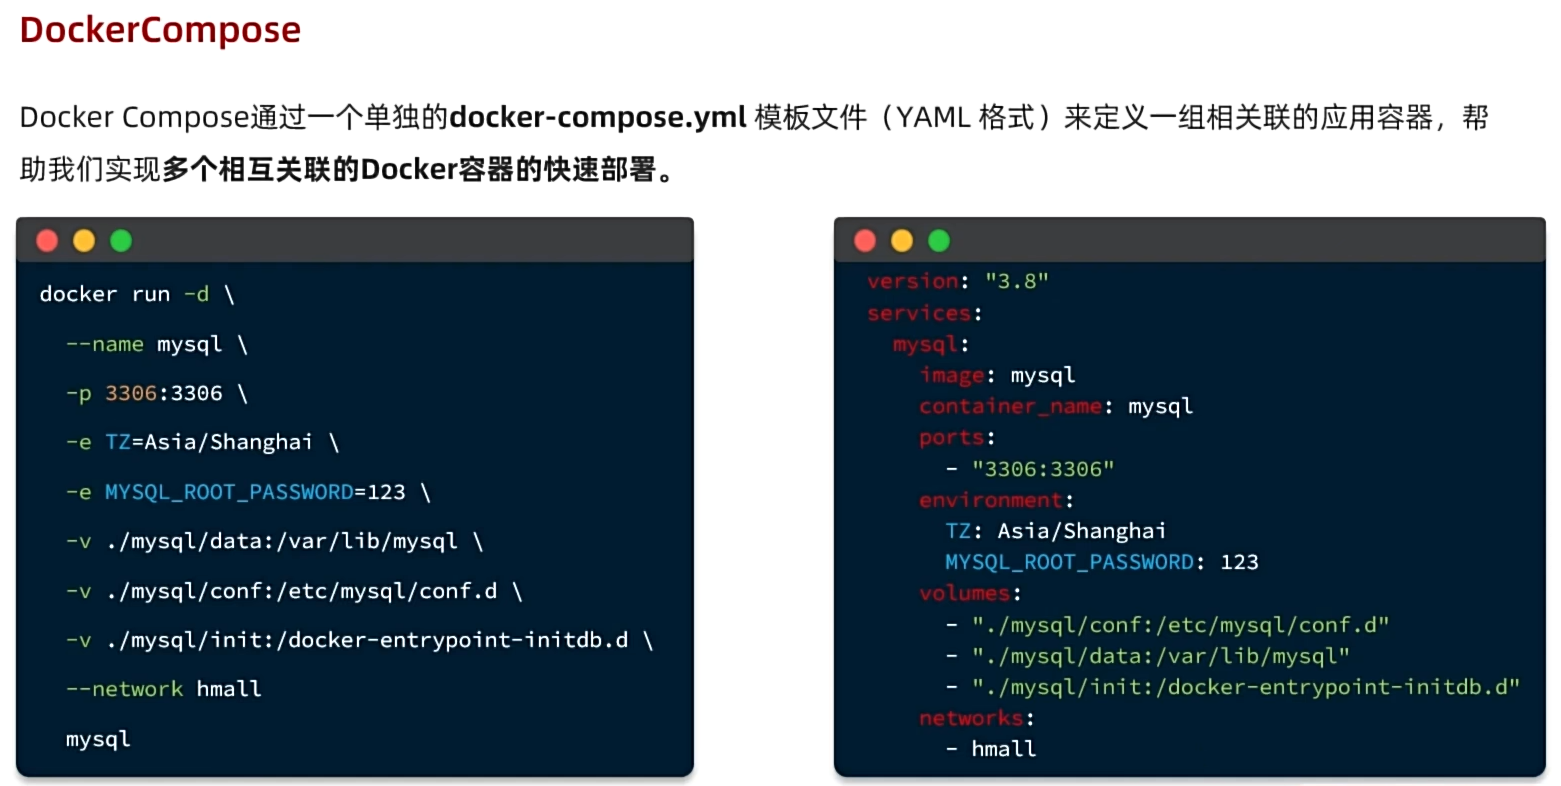 DockerCompose
Docker Compose通过一个单独的docker-compose.yml 模板文件（YAML 格式）来定义一组相关联的应用容器，帮
助我们实现多个相互关联的Docker容器的快速部署。
docker run -d \
  --name mysql \
  -p 3306:3306 \
  -e TZ=Asia/Shanghai \
  -e MYSQL_ROOT_PASSWORD=123 \
  -v ./mysql/data:/var/lib/mysql \
  -v ./mysql/conf:/etc/mysql/conf.d \
  -v ./mysql/init:/docker-entrypoint-initdb.d \
  --network hmall
  mysql
version: "3.8"
services:
  mysql:
    image: mysql
    container_name: mysql
    ports:
      - "3306:3306"
    environment:
      TZ: Asia/Shanghai
      MYSQL_ROOT_PASSWORD: 123
    volumes:
      - "./mysql/conf:/etc/mysql/conf.d"
      - "./mysql/data:/var/lib/mysql"
      - "./mysql/init:/docker-entrypoint-initdb.d"
    networks:
      - hmall